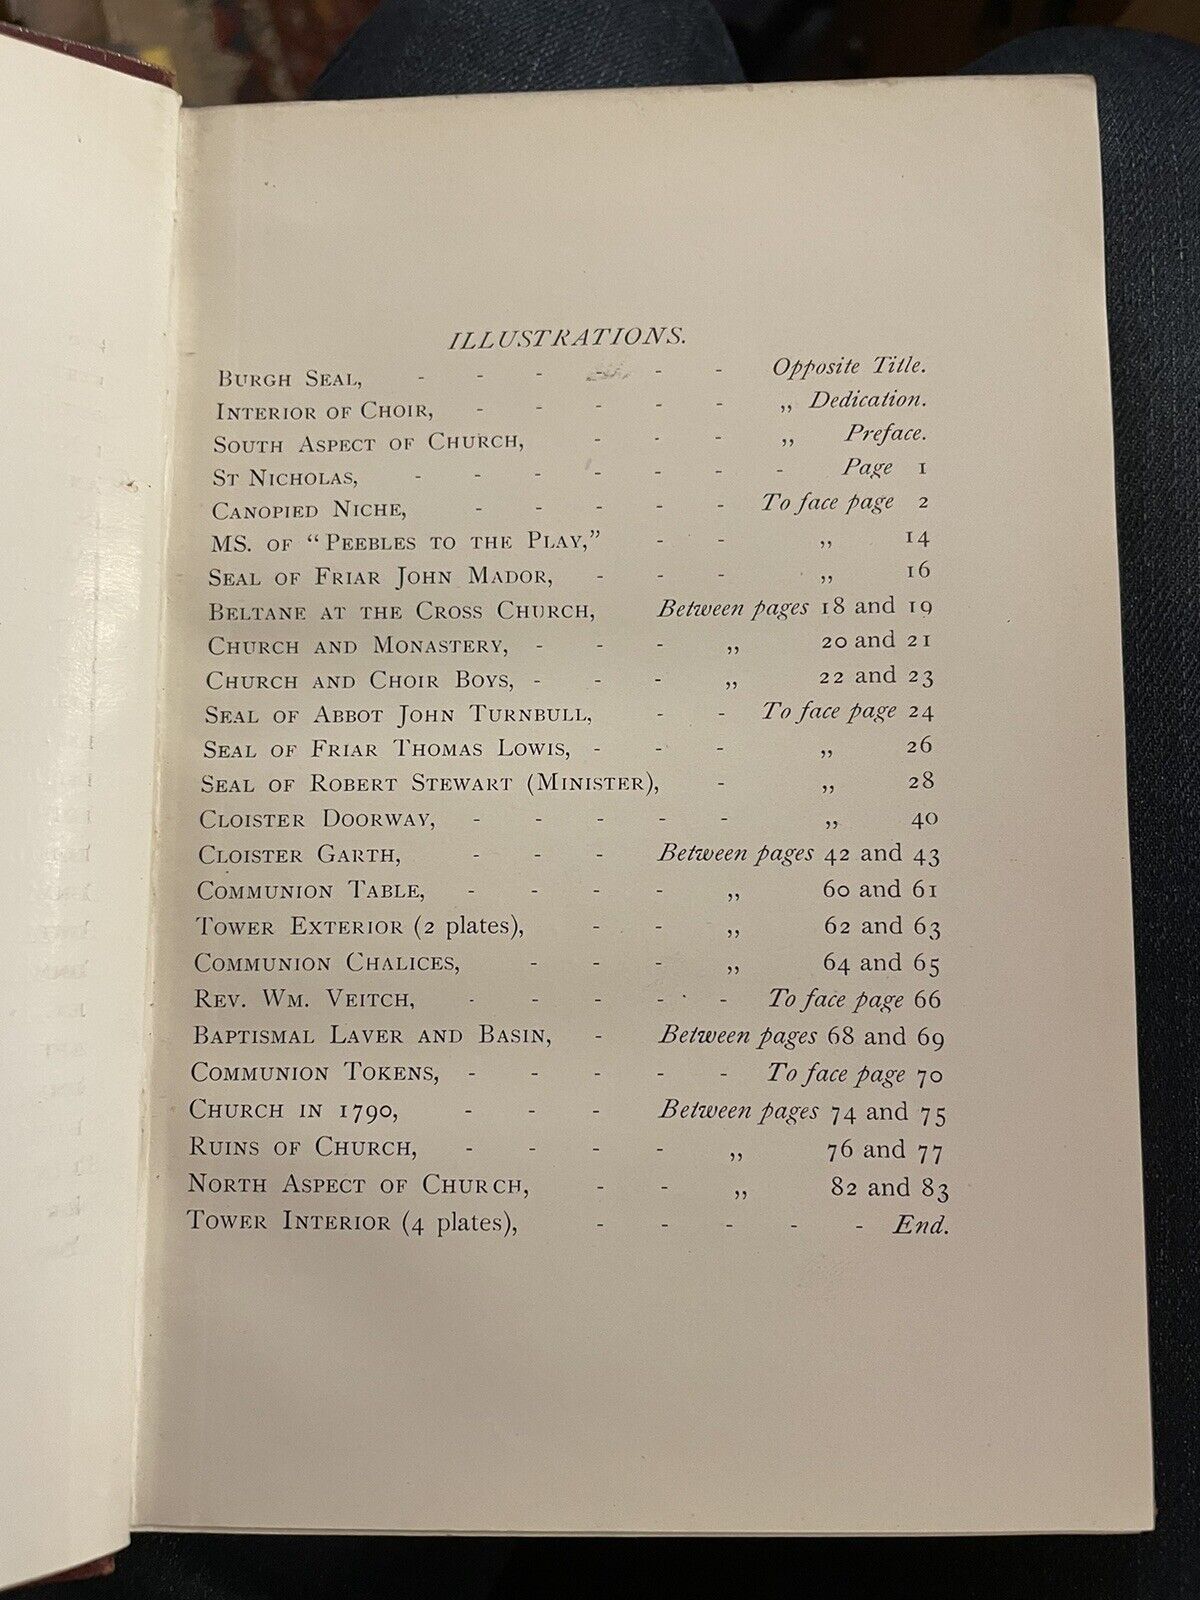 ILLUSTRATIONS.
BURGH SEAL, - - - - - - Opposite Title.
INTERIOR OF CHOIR, - - - - - „ Dedication.
SOUTH ASPECT OF CHURCH, - - - „ Preface.
ST NICHOLAS, - - - - - - - Page 1
CANOPIED NICHE, - - - - - To face page 2
MS. OF “PEEBLES TO THE PLAY,” - - „ 14
SEAL OF FRIAR JOHN MADOR, - - - „ 16
BELTANE AT THE CROSS CHURCH, Between pages 18 and 19
CHURCH AND MONASTERY, - - - „ 20 and 21
CHURCH AND CHOIR BOYS, - - - „ 22 and 23
SEAL OF ABBOT JOHN TURNBULL, - - To face page 24
SEAL OF FRIAR THOMAS LOWIS, - - - „ 26
SEAL OF ROBERT STEWART (MINISTER), - „ 28
CLOISTER DOORWAY, - - - - - „ 40
CLOISTER GARTH, - - - Between pages 42 and 43
COMMUNION TABLE, - - - - „ 60 and 61
TOWER EXTERIOR (2 plates), - - „ 62 and 63
COMMUNION CHALICES, - - - „ 64 and 65
REV. WM. VEITCH, - - - - - To face page 66
BAPTISMAL LAVER AND BASIN, - Between pages 68 and 69
COMMUNION TOKENS, - - - - - To face page 70
CHURCH IN 1790, - - - Between pages 74 and 75
RUINS OF CHURCH, - - - - „ 76 and 77
NORTH ASPECT OF CHURCH, - - „ 82 and 83
TOWER INTERIOR (4 plates), - - - - - End.